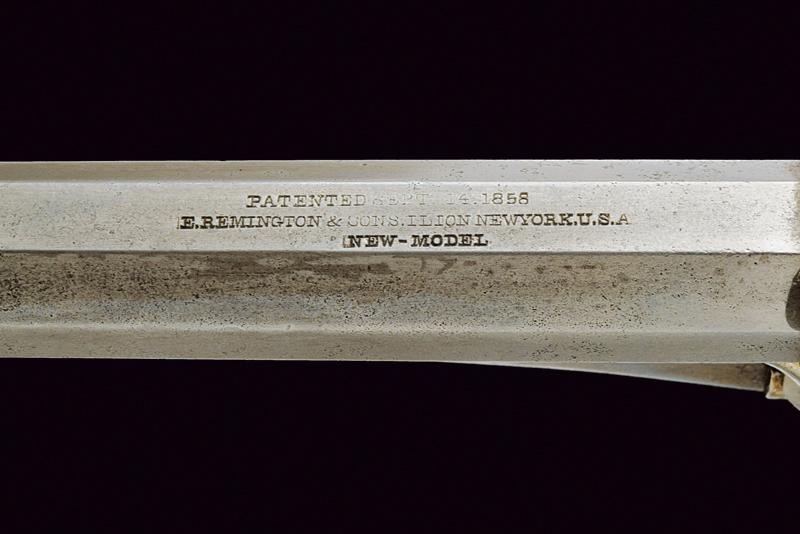 PATENTED SEPT 14.1858
E.REMINGTON & SONS.ILION NEWYORK.U.S.A
NEW-MODEL